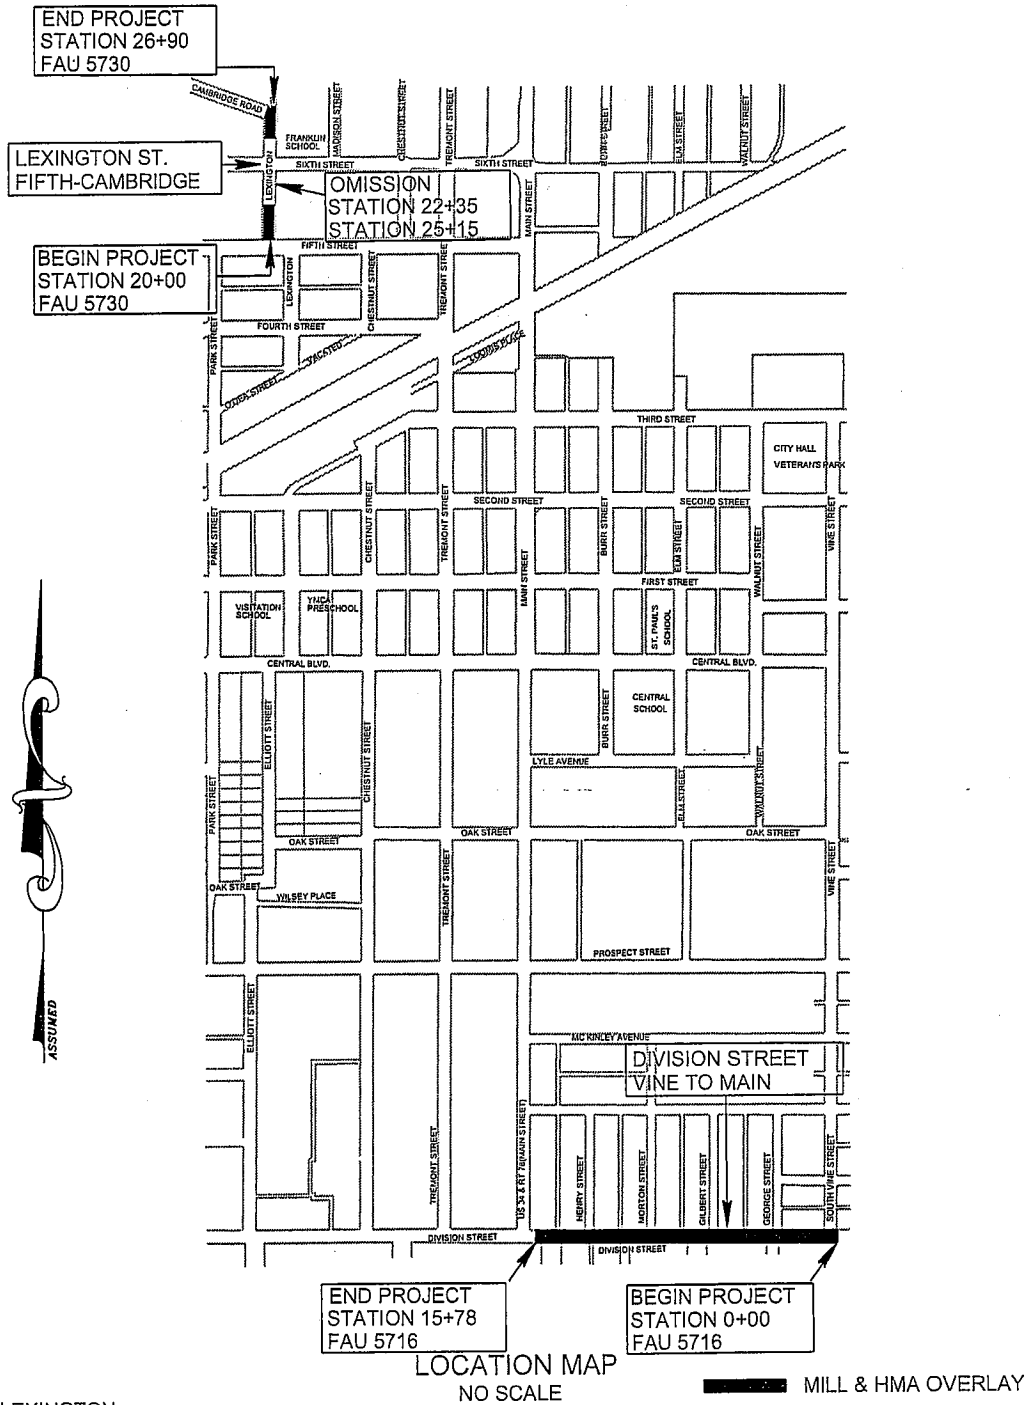 END PROJECT
STATION 26+90
FAU 5730
CAMBRIDGE ROAD
MADISON STREET
CHESTNUT STREET
TREMONT STREET
ELM STREET
WALNUT STREET
FRANKLIN
SCHOOL
LEXINGTON ST.
FIFTH-CAMBRIDGE
SIXTH STREET
SIXTH STREET
LEXINGTON
OMISSION
STATION 22+35
STATION 25+15
MAIN STREET
FIFTH STREET
BEGIN PROJECT
STATION 20+00
FAU 5730
LEXINGTON
CHESTNUT STREET
TREMONT STREET
FOURTH STREET
PARK STREET
VACATED
LOOMIS PLACE
O'DEA STREET
THIRD STREET
CITY HALL
VETERAN'S PARK
SECOND STREET
SECOND STREET
PARK STREET
CHESTNUT STREET
TREMONT STREET
MAIN STREET
BURR STREET
ELM STREET
WALNUT STREET
VINE STREET
FIRST STREET
VISITATION
SCHOOL
YMCA
PRESCHOOL
ST. PAUL'S
SCHOOL
CENTRAL BLVD.
CENTRAL BLVD.
ELLIOTT STREET
CHESTNUT STREET
BURR STREET
CENTRAL
SCHOOL
LYLE AVENUE
PARK STREET
ELM STREET
WALNUT STREET
OAK STREET
OAK STREET
OAK STREET
OAK STREET
WILSEY PLACE
TREMONT STREET
VINE STREET
PROSPECT STREET
ASSUMED
ELLIOTT STREET
MC KINLEY AVENUE
DIVISION STREET
VINE TO MAIN
TREMONT STREET
US 34 & RT 78(MAIN STREET)
HENRY STREET
MORTON STREET
GILBERT STREET
GEORGE STREET
SOUTH VINE STREET
DIVISION STREET
DIVISION STREET
END PROJECT
STATION 15+78
FAU 5716
BEGIN PROJECT
STATION 0+00
FAU 5716
LOCATION MAP
NO SCALE
MILL & HMA OVERLAY